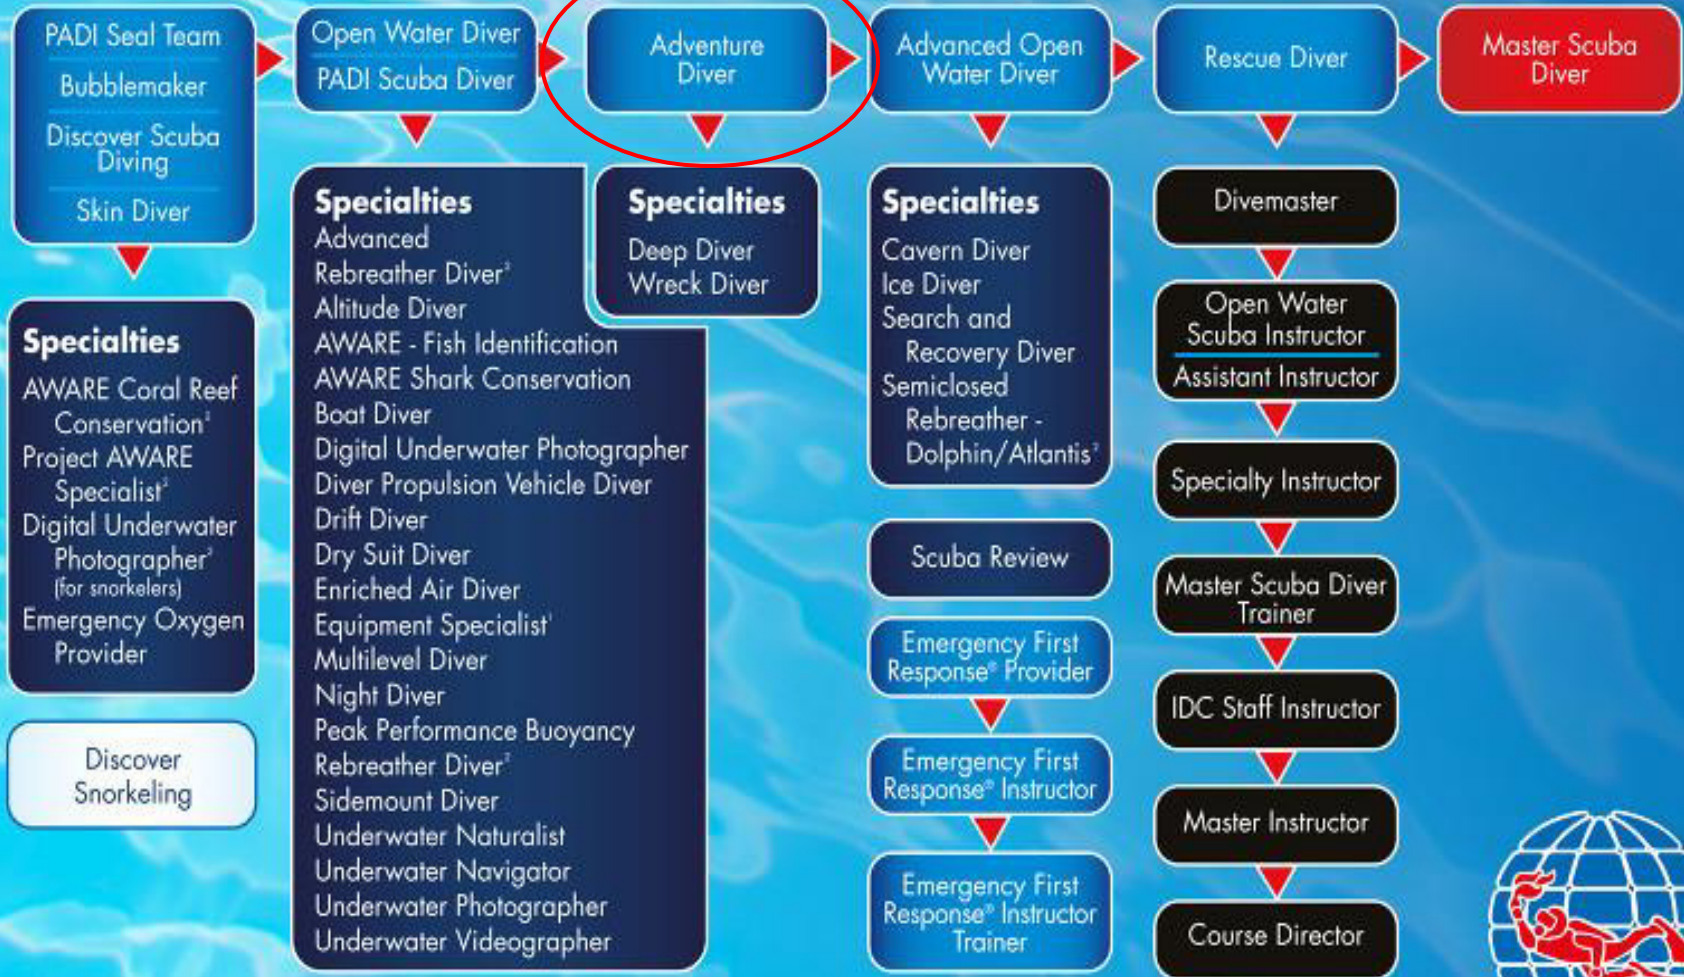 PADI Seal Team
Bubblemaker
Discover Scuba
Diving
Skin Diver
Specialties
AWARE Coral Reef
Conservation²
Project AWARE
Specialist²
Digital Underwater
Photographer²
(for snorkelers)
Emergency Oxygen
Provider
Discover
Snorkeling
Open Water Diver
PADI Scuba Diver
Specialties
Advanced
Rebreather Diver²
Altitude Diver
AWARE - Fish Identification
AWARE Shark Conservation
Boat Diver
Digital Underwater Photographer
Diver Propulsion Vehicle Diver
Drift Diver
Dry Suit Diver
Enriched Air Diver
Equipment Specialist¹
Multilevel Diver
Night Diver
Peak Performance Buoyancy
Rebreather Diver²
Sidemount Diver
Underwater Naturalist
Underwater Navigator
Underwater Photographer
Underwater Videographer
Adventure
Diver
Specialties
Deep Diver
Wreck Diver
Advanced Open
Water Diver
Specialties
Cavern Diver
Ice Diver
Search and
Recovery Diver
Semiclosed
Rebreather -
Dolphin/Atlantis²
Scuba Review
Emergency First
Response® Provider
Emergency First
Response® Instructor
Emergency First
Response® Instructor
Trainer
Rescue Diver
Divemaster
Open Water
Scuba Instructor
Assistant Instructor
Specialty Instructor
Master Scuba Diver
Trainer
IDC Staff Instructor
Master Instructor
Course Director
Master Scuba
Diver